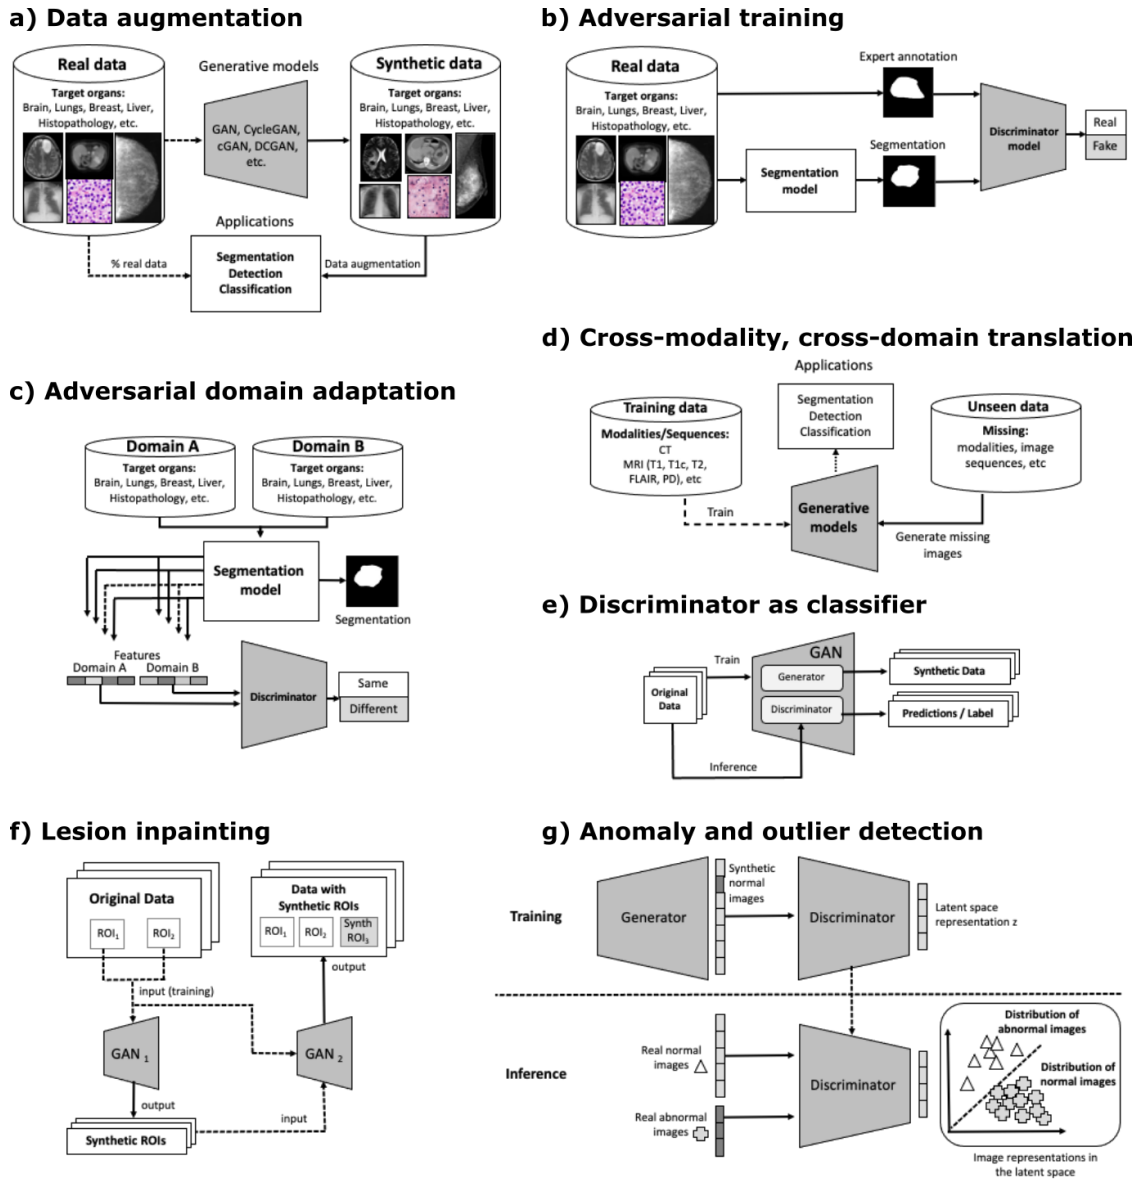 a) Data augmentation
Real data
Target organs:
Brain, Lungs, Breast, Liver,
Histopathology, etc.
Generative models
GAN, CycleGAN,
cGAN, DCGAN,
etc.
Synthetic data
Target organs:
Brain, Lungs, Breast, Liver,
Histopathology, etc.
Applications
% real data
Segmentation
Detection
Classification
Data augmentation
b) Adversarial training
Real data
Target organs:
Brain, Lungs, Breast, Liver,
Histopathology, etc.
Expert annotation
Segmentation
model
Segmentation
Discriminator
model
Real
Fake
c) Adversarial domain adaptation
Domain A
Target organs:
Brain, Lungs, Breast, Liver,
Histopathology, etc.
Domain B
Target organs:
Brain, Lungs, Breast, Liver,
Histopathology, etc.
Segmentation
model
Segmentation
Features
Domain A
Domain B
Discriminator
Same
Different
d) Cross-modality, cross-domain translation
Applications
Segmentation
Detection
Classification
Training data
Modalities/Sequences:
CT
MRI (T1, T1c, T2,
FLAIR, PD), etc
Train
Generative
models
Unseen data
Missing:
modalities, image
sequences, etc
Generate missing
images
e) Discriminator as classifier
Original
Data
Train
GAN
Generator
Discriminator
Synthetic Data
Predictions / Label
Inference
f) Lesion inpainting
Original Data
ROI1
ROI2
Data with
Synthetic ROIs
ROI1
ROI2
Synth
ROI3
output
input (training)
GAN 1
GAN 2
output
input
Synthetic ROIs
g) Anomaly and outlier detection
Training
Generator
Synthetic
normal
images
Discriminator
Latent space
representation z
Inference
Real normal
images
Real abnormal
images
Discriminator
Distribution of
abnormal images
Distribution of
normal images
Image representations in
the latent space